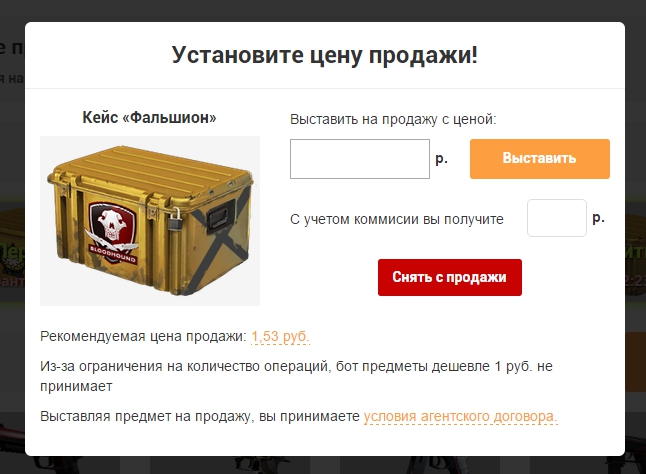 Установите цену продажи!
Кейс «Фальшион»
Выставить на продажу с ценой:
р.
Выставить
С учетом коммисии вы получите
р.
BLOODHOUND
Снять с продажи
Рекомендуемая цена продажи: 1,53 руб.
Из-за ограничения на количество операций, бот предметы дешевле 1 руб. не
принимает
Выставляя предмет на продажу, вы принимаете условия агентского договора.